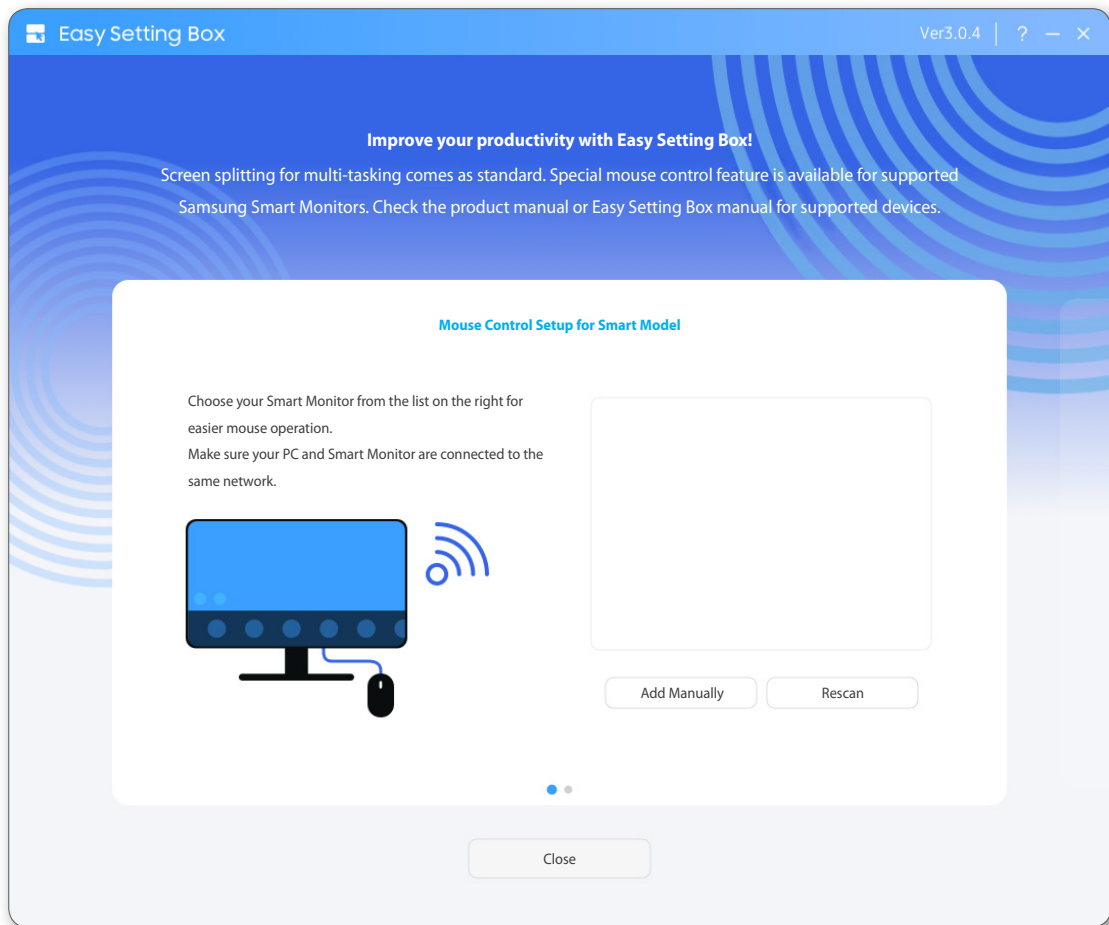 Easy Setting Box
Ver3.0.4 ?
Improve your productivity with Easy Setting Box!
Screen splitting for multi-tasking comes as standard. Special mouse control feature is available for supported
Samsung Smart Monitors. Check the product manual or Easy Setting Box manual for supported devices.
Mouse Control Setup for Smart Model
Choose your Smart Monitor from the list on the right for
easier mouse operation.
Make sure your PC and Smart Monitor are connected to the
same network.
Add Manually
Rescan
Close